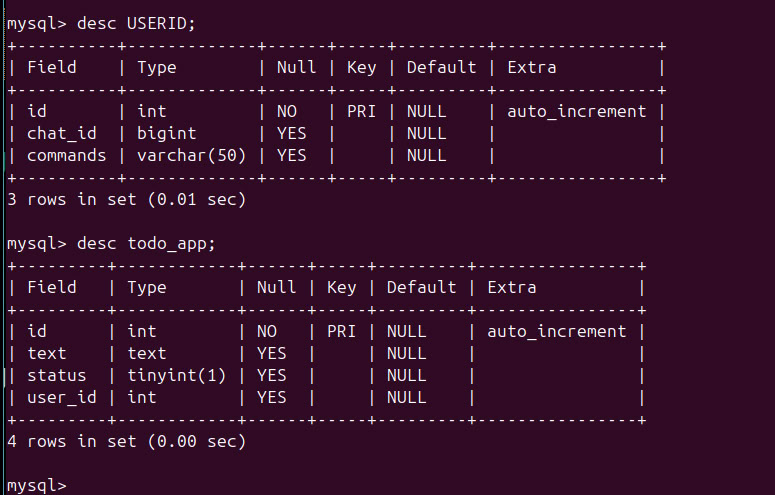 mysql> desc USERID;
+----------+-------------+------+-----+---------+----------------+
| Field    | Type        | Null | Key | Default | Extra          |
+----------+-------------+------+-----+---------+----------------+
| id       | int         | NO   | PRI | NULL    | auto_increment |
| chat_id  | bigint      | YES  |     | NULL    |                |
| commands | varchar(50) | YES  |     | NULL    |                |
+----------+-------------+------+-----+---------+----------------+
3 rows in set (0.01 sec)

mysql> desc todo_app;
+---------+------------+------+-----+---------+----------------+
| Field   | Type       | Null | Key | Default | Extra          |
+---------+------------+------+-----+---------+----------------+
| id      | int        | NO   | PRI | NULL    | auto_increment |
| text    | text       | YES  |     | NULL    |                |
| status  | tinyint(1) | YES  |     | NULL    |                |
| user_id | int        | YES  |     | NULL    |                |
+---------+------------+------+-----+---------+----------------+
4 rows in set (0.00 sec)

mysql>